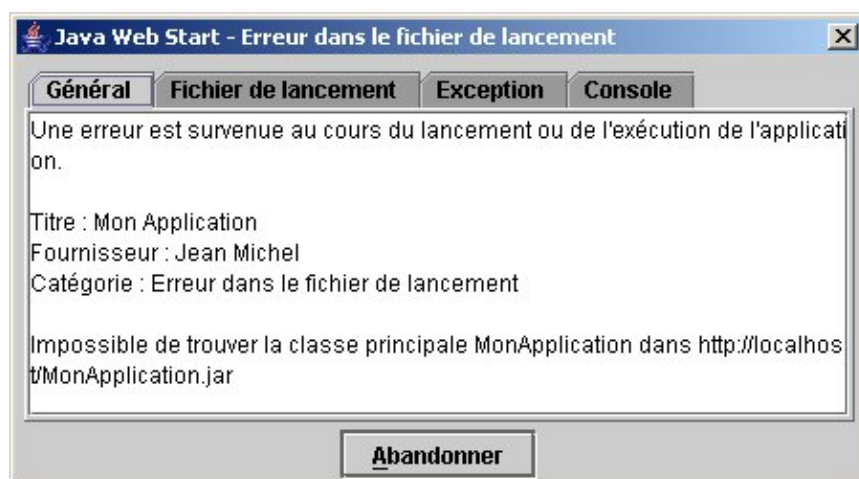 Java Web Start - Erreur dans le fichier de lancement
Général Fichier de lancement Exception Console
Une erreur est survenue au cours du lancement ou de l'exécution de l'applicati
on.
Titre : Mon Application
Fournisseur : Jean Michel
Catégorie : Erreur dans le fichier de lancement
Impossible de trouver la classe principale MonApplication dans http://localhos
t/MonApplication.jar
Abandonner